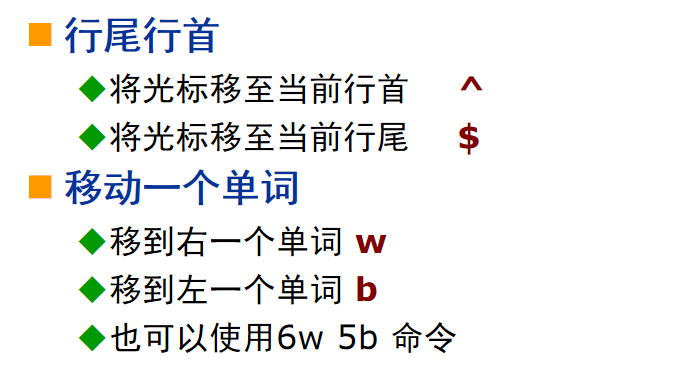 行尾行首
将光标移至当前行首 ^
将光标移至当前行尾 $
移动一个单词
移到右一个单词 w
移到左一个单词 b
也可以使用6w 5b 命令